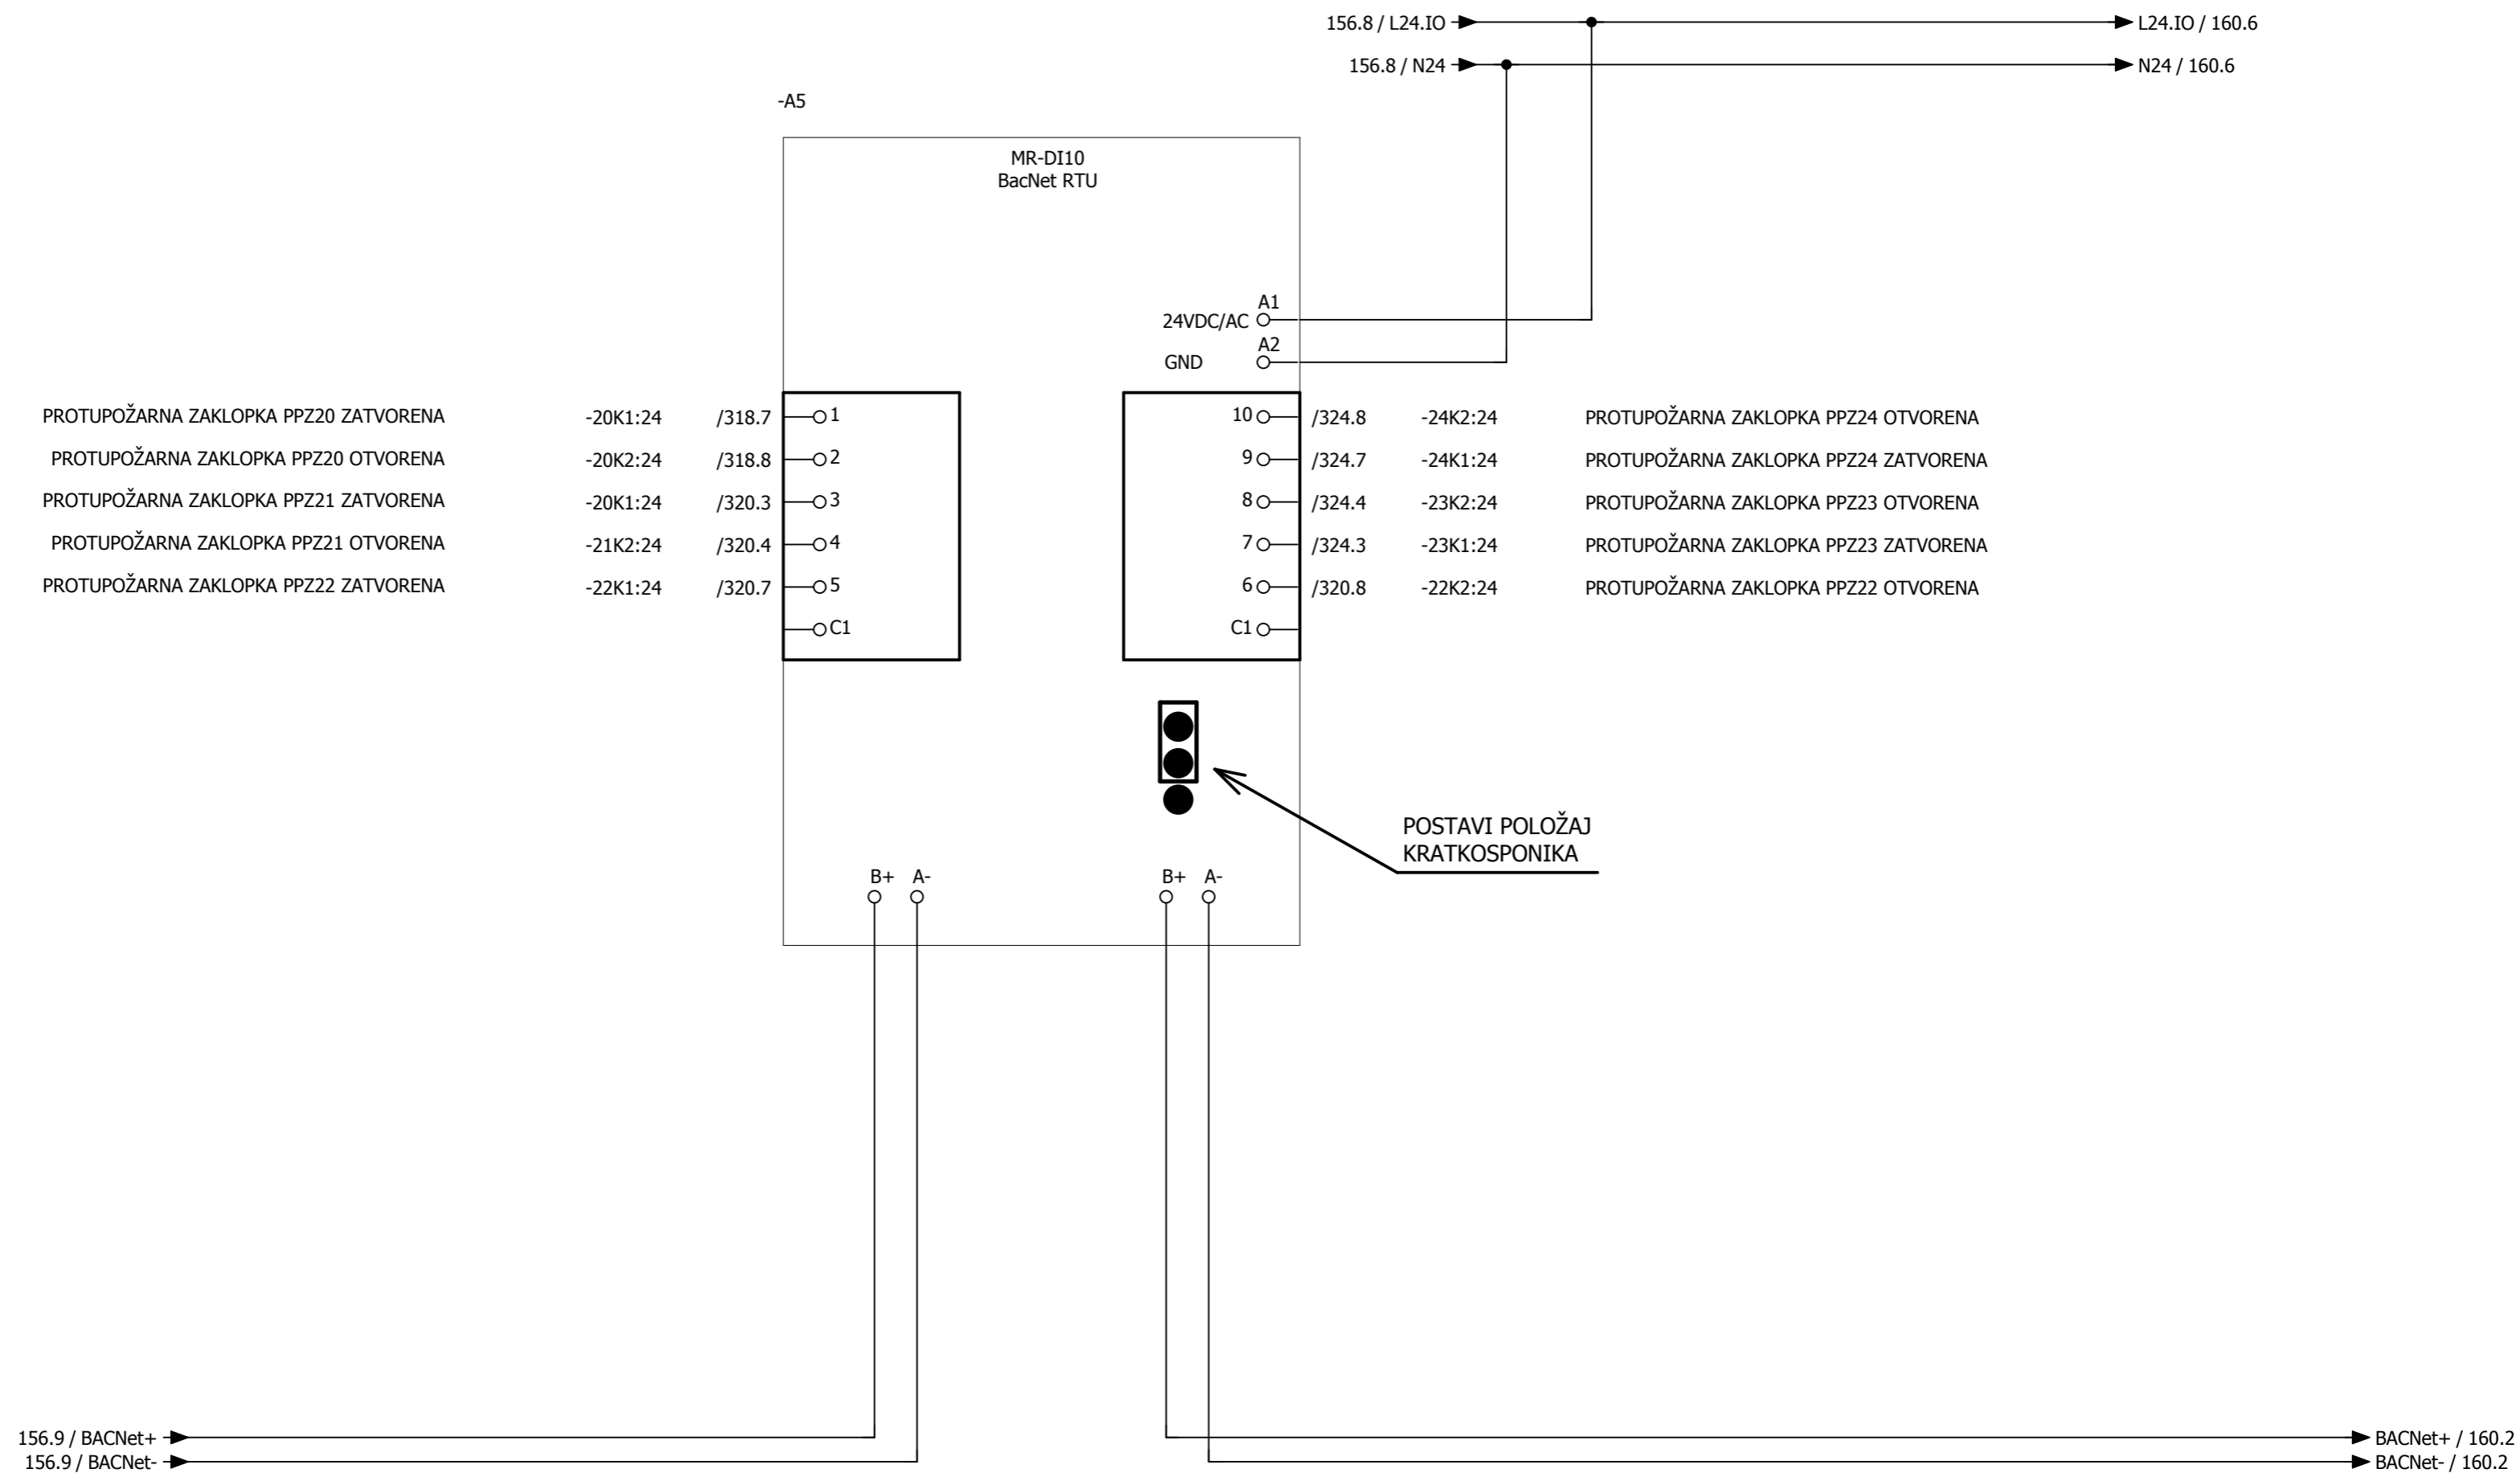 156.8 / L24.IO
L24.IO / 160.6
156.8 / N24
N24 / 160.6
-A5
MR-DI10
BacNet RTU
A1
24VDC/AC
A2
GND
PROTUPOŽARNA ZAKLOPKA PPZ20 ZATVORENA -20K1:24 /318.7 1
PROTUPOŽARNA ZAKLOPKA PPZ20 OTVORENA -20K2:24 /318.8 2
PROTUPOŽARNA ZAKLOPKA PPZ21 ZATVORENA -20K1:24 /320.3 3
PROTUPOŽARNA ZAKLOPKA PPZ21 OTVORENA -21K2:24 /320.4 4
PROTUPOŽARNA ZAKLOPKA PPZ22 ZATVORENA -22K1:24 /320.7 5
C1
10 /324.8 -24K2:24 PROTUPOŽARNA ZAKLOPKA PPZ24 OTVORENA
9 /324.7 -24K1:24 PROTUPOŽARNA ZAKLOPKA PPZ24 ZATVORENA
8 /324.4 -23K2:24 PROTUPOŽARNA ZAKLOPKA PPZ23 OTVORENA
7 /324.3 -23K1:24 PROTUPOŽARNA ZAKLOPKA PPZ23 ZATVORENA
6 /320.8 -22K2:24 PROTUPOŽARNA ZAKLOPKA PPZ22 OTVORENA
C1
POSTAVI POLOŽAJ
KRATKOSPONIKA
B+ A-
B+ A-
156.9 / BACNet+
156.9 / BACNet-
BACNet+ / 160.2
BACNet- / 160.2